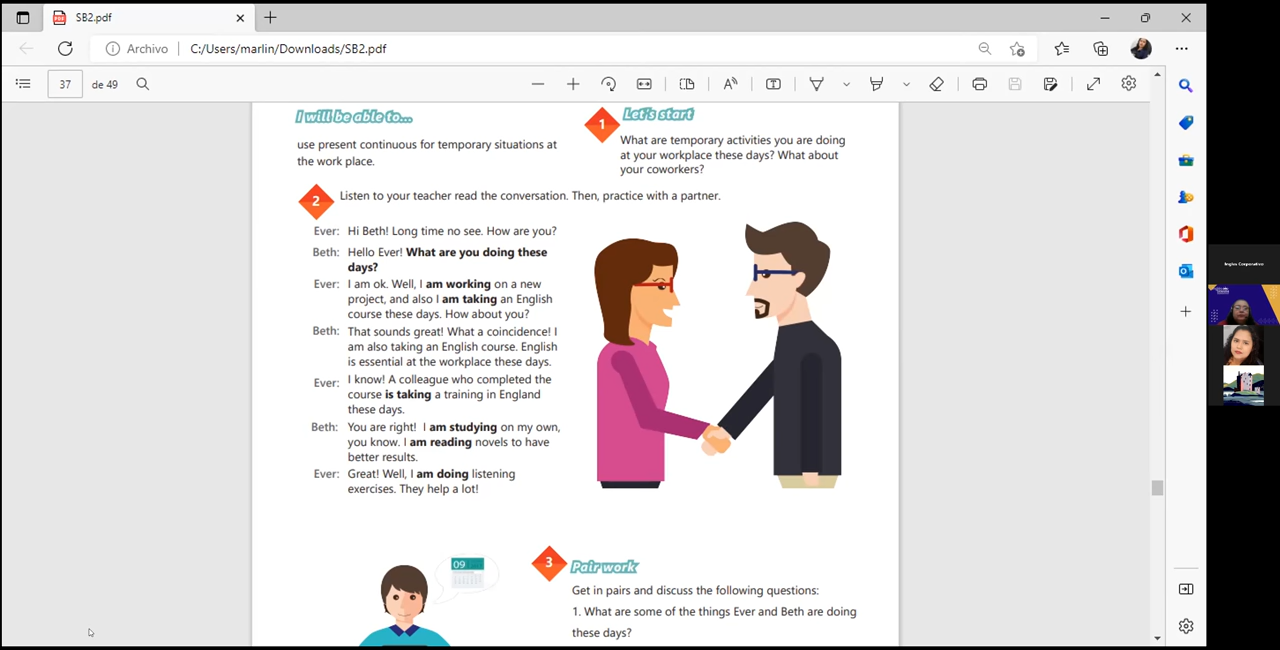 SB2.pdf
Archivo
C:/Users/marlin/Downloads/SB2.pdf
37
de 49
I will be able to...
use present continuous for temporary situations at
the work place.
1
Let's start
What are temporary activities you are doing
at your workplace these days? What about
your coworkers?
2
Listen to your teacher read the conversation. Then, practice with a partner.
Ever: Hi Beth! Long time no see. How are you?
Beth: Hello Ever! What are you doing these
days?
Ever: I am ok. Well, I am working on a new
project, and also I am taking an English
course these days. How about you?
Beth: That sounds great! What a coincidence! I
am also taking an English course. English
is essential at the workplace these days.
Ever: I know! A colleague who completed the
course is taking a training in England
these days.
Beth: You are right! I am studying on my own,
you know. I am reading novels to have
better results.
Ever: Great! Well, I am doing listening
exercises. They help a lot!
09
3
Pair work
Get in pairs and discuss the following questions:
1. What are some of the things Ever and Beth are doing
these days?
Ingles Corporativo